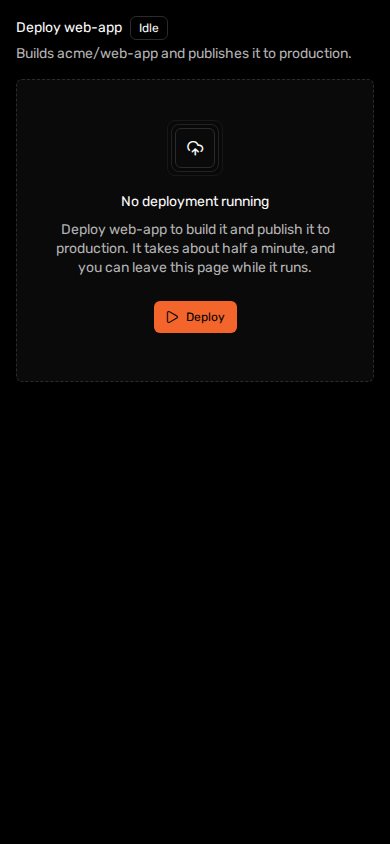 Deploy web-app Idle
Builds acme/web-app and publishes it to production.
No deployment running
Deploy web-app to build it and publish it to
production. It takes about half a minute, and
you can leave this page while it runs.
Deploy